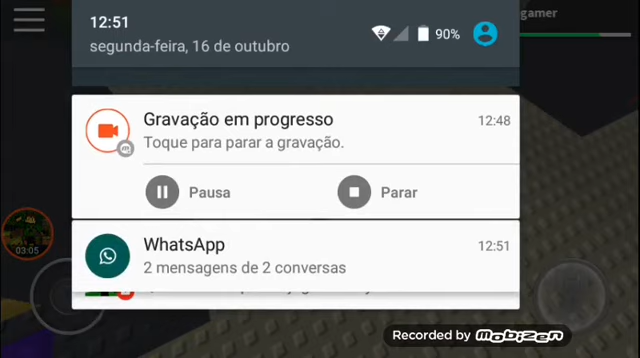 gamer
12:51
90%
segunda-feira, 16 de outubro
Gravação em progresso
12:48
Toque para parar a gravação.
Pausa
Parar
WhatsApp
12:51
2 mensagens de 2 conversas
03:05
Recorded by mobizen